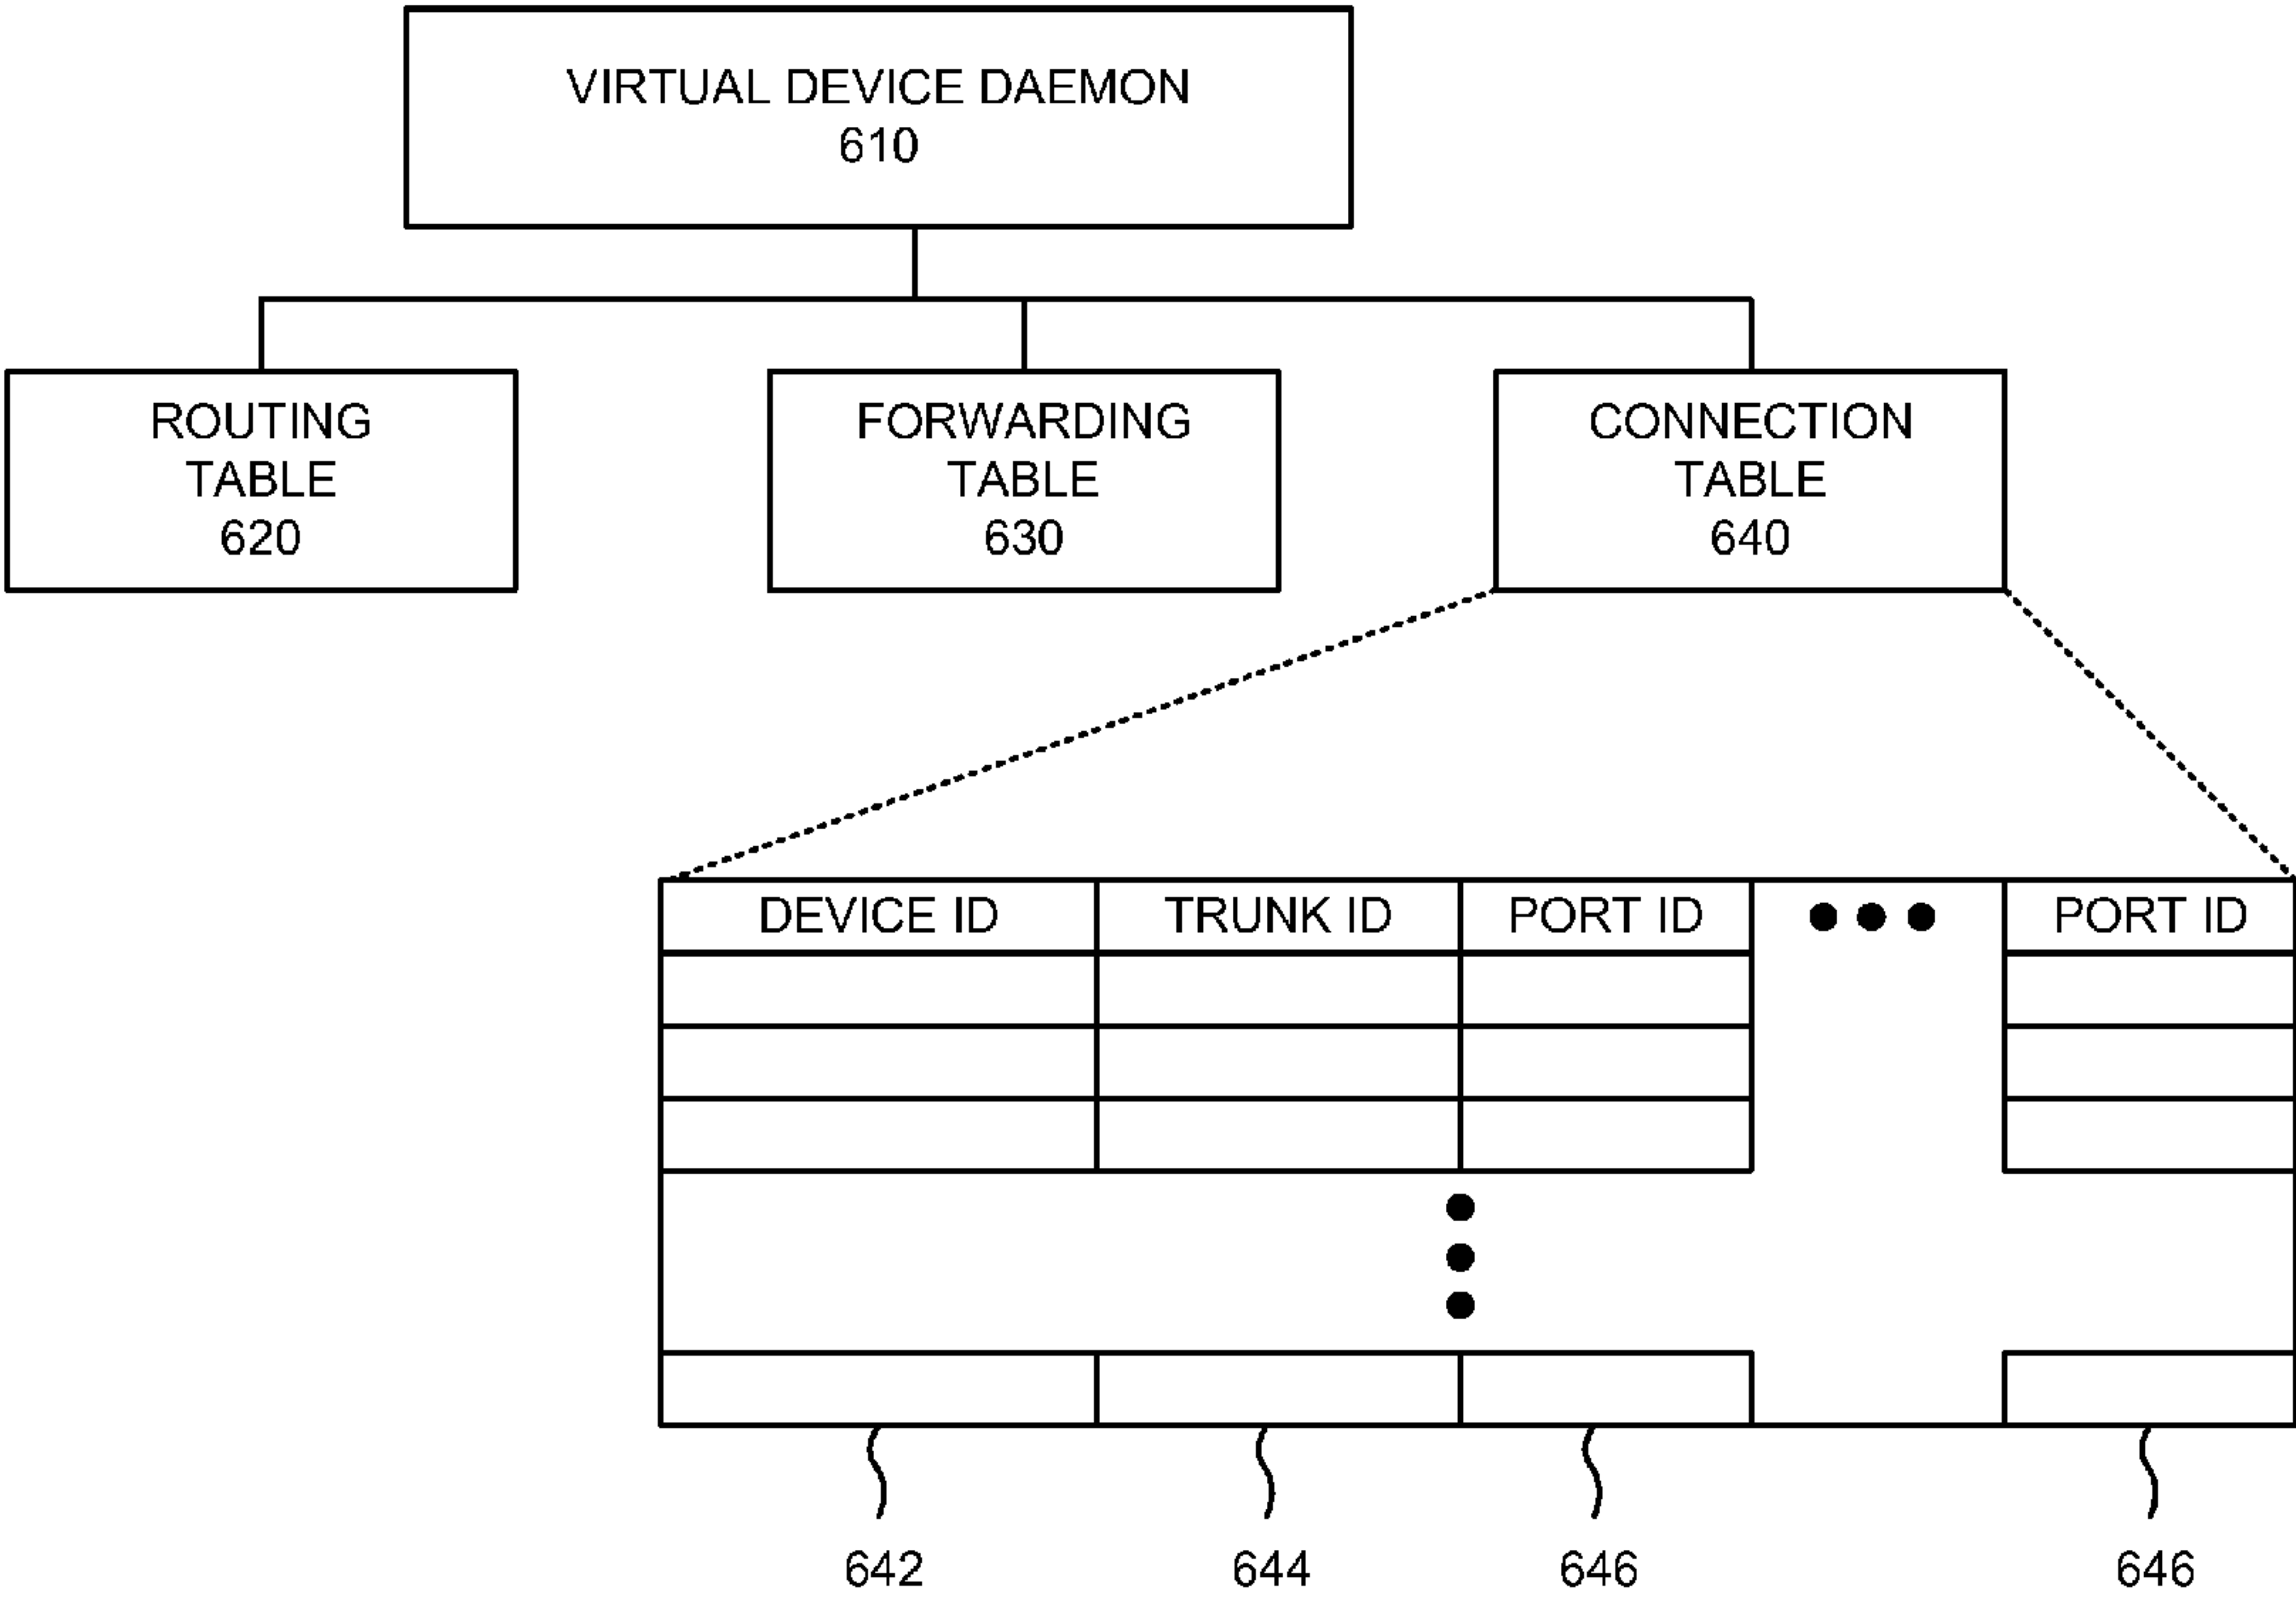 VIRTUAL DEVICE DAEMON
610
ROUTING
TABLE
620
FORWARDING
TABLE
630
CONNECTION
TABLE
640
DEVICE ID
TRUNK ID
PORT ID
PORT ID
642
644
646
646